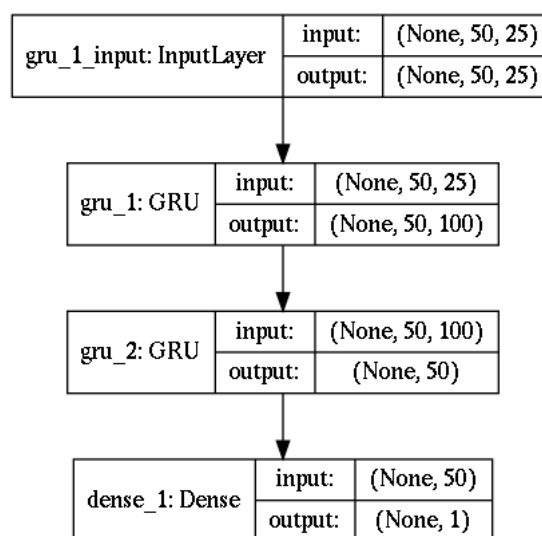 gru_1_input: InputLayer
input: (None, 50, 25)
output: (None, 50, 25)
gru_1: GRU
input: (None, 50, 25)
output: (None, 50, 100)
gru_2: GRU
input: (None, 50, 100)
output: (None, 50)
dense_1: Dense
input: (None, 50)
output: (None, 1)